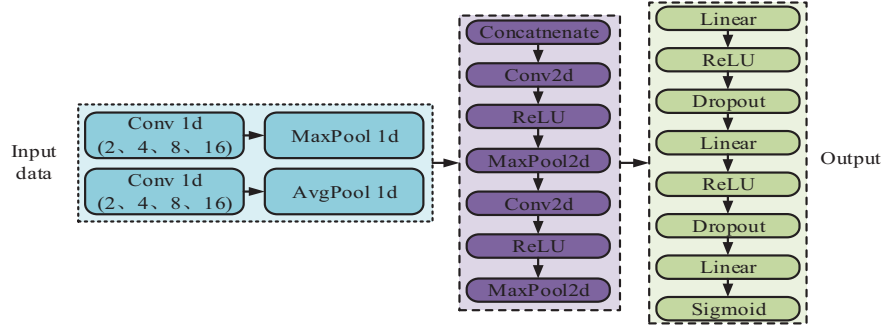 Input
data
Conv 1d
(2、4、8、16)
MaxPool 1d
Conv 1d
(2、4、8、16)
AvgPool 1d
Concatnenate
Conv2d
ReLU
MaxPool2d
Conv2d
ReLU
MaxPool2d
Linear
ReLU
Dropout
Linear
ReLU
Dropout
Linear
Sigmoid
Output